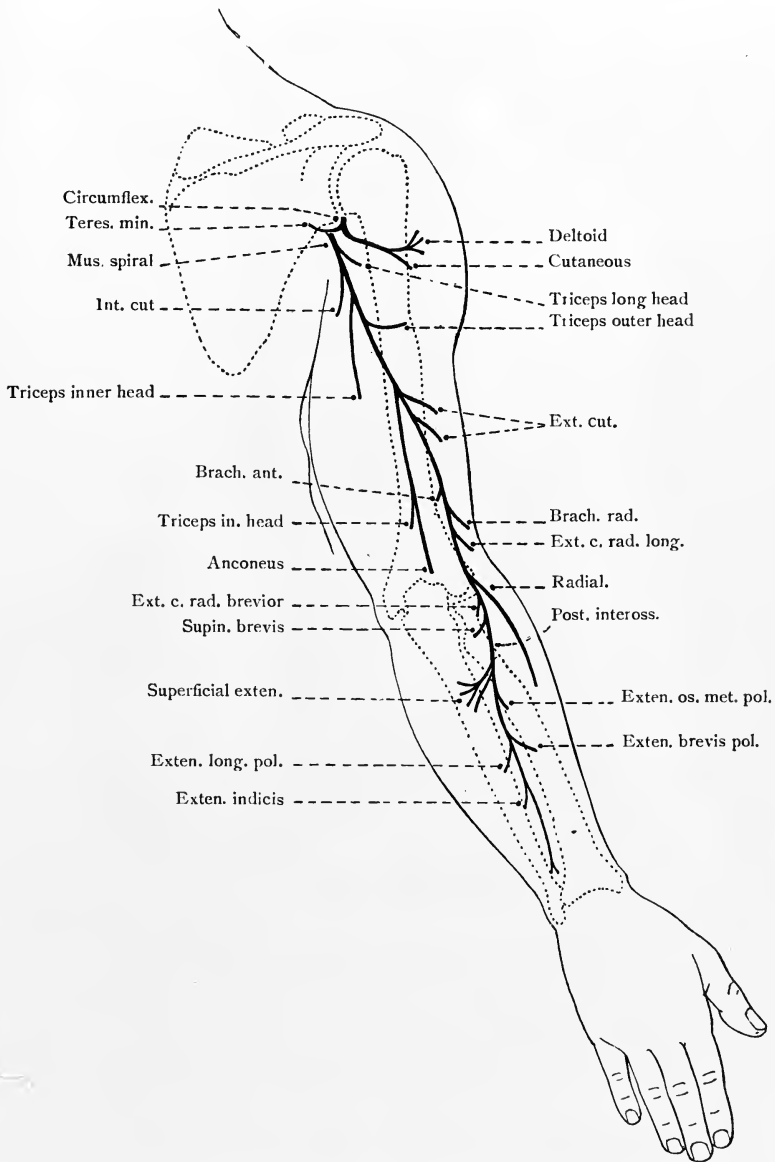 Circumflex.
Teres. min.
Mus. spiral
Int. cut
Triceps inner head
Brach. ant.
Triceps in. head
Anconeus
Ext. c. rad. brevior
Supin. brevis
Superficial exten.
Exten. long. pol.
Exten. indicis
Deltoid
Cutaneous
Triceps long head
Triceps outer head
Ext. cut.
Brach. rad.
Ext. c. rad. long.
Radial.
Post. inteross.
Exten. os. met. pol.
Exten. brevis pol.